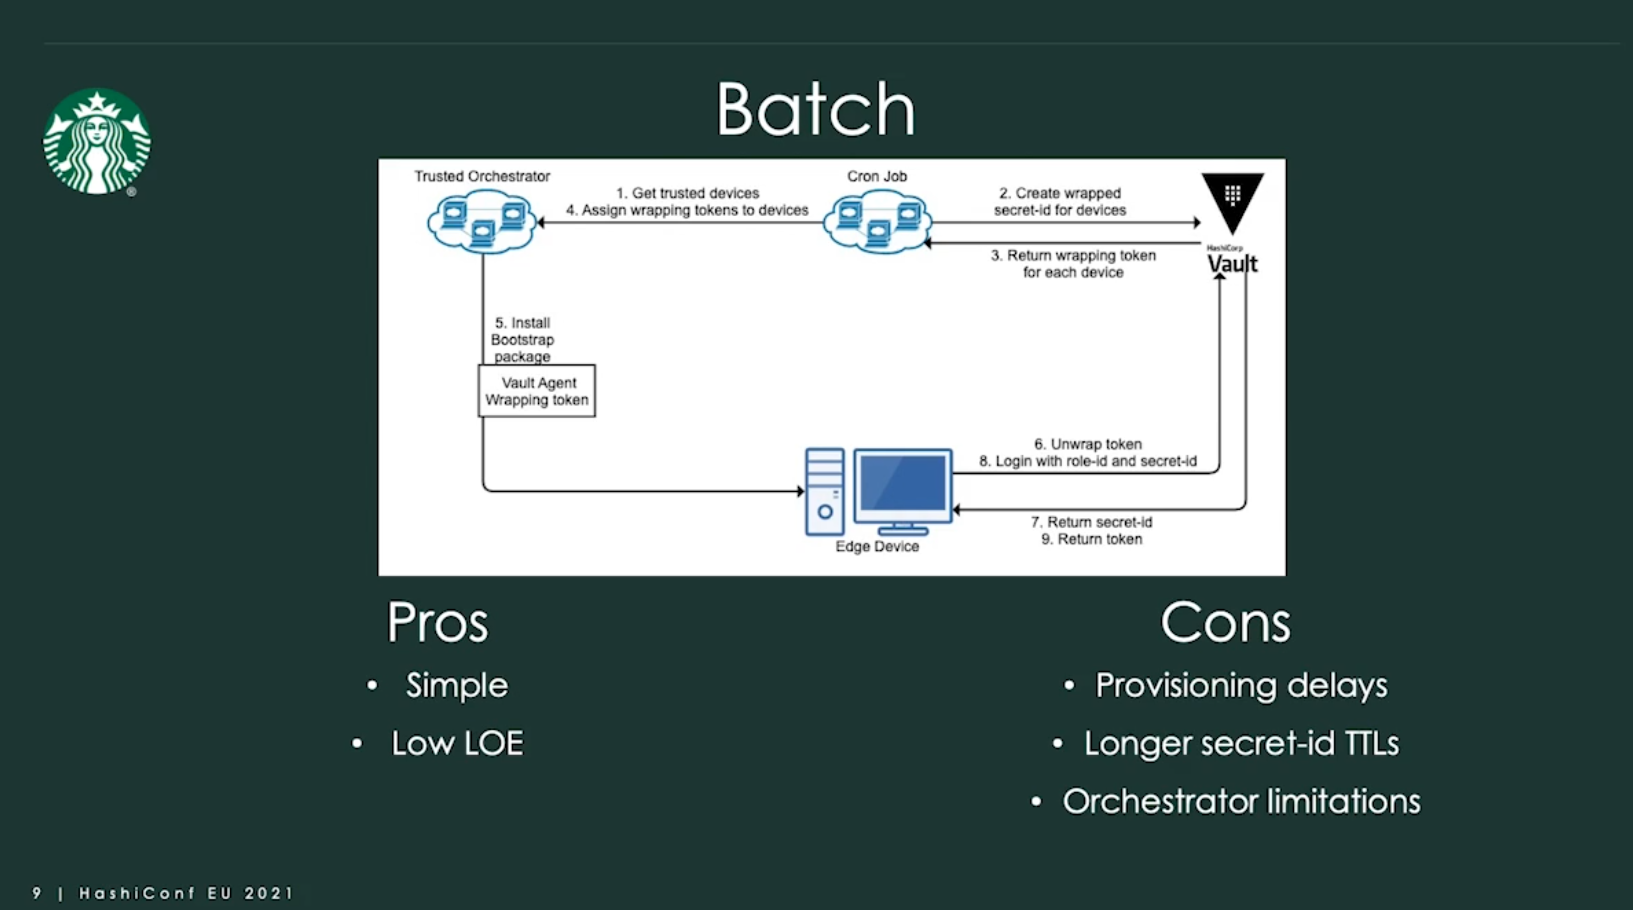 Batch
Trusted Orchestrator
1. Get trusted devices
4. Assign wrapping tokens to devices
Cron Job
2. Create wrapped
secret-id for devices
3. Return wrapping token
for each device
HashiCorp
Vault
5. Install
Bootstrap
package
Vault Agent
Wrapping token
6. Unwrap token
8. Login with role-id and secret-id
7. Return secret-id
9. Return token
Edge Device
Pros
• Simple
• Low LOE
Cons
• Provisioning delays
• Longer secret-id TTLs
• Orchestrator limitations
9 | HashiConf EU 2021
®